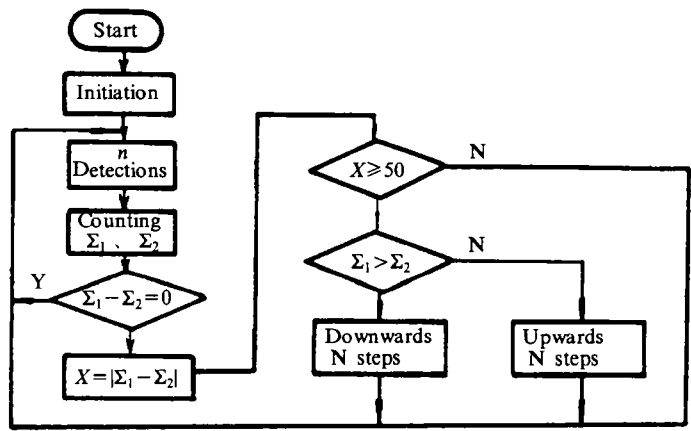 Start
Initiation
n
Detections
Counting
Σ₁ 、 Σ₂
Y
Σ₁−Σ₂=0
X=|Σ₁−Σ₂|
X⩾50
N
Σ₁>Σ₂
N
Downwards
N steps
Upwards
N steps